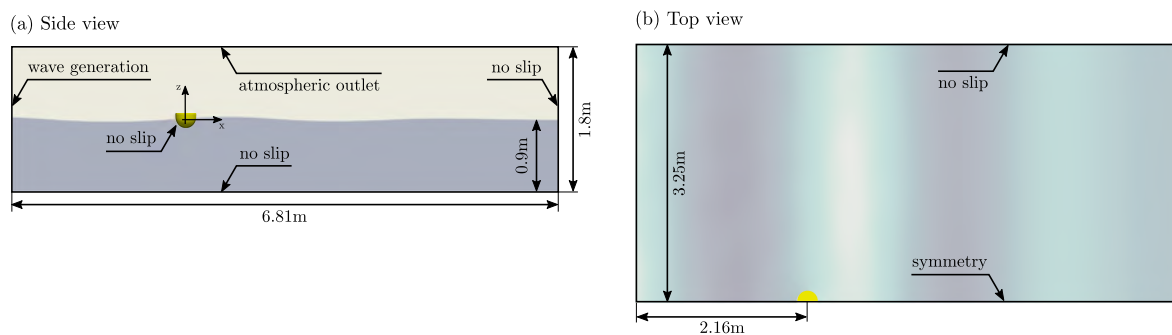 (a) Side view
wave generation
atmospheric outlet
no slip
z
x
no slip
no slip
0.9m
1.8m
6.81m
(b) Top view
no slip
3.25m
symmetry
2.16m